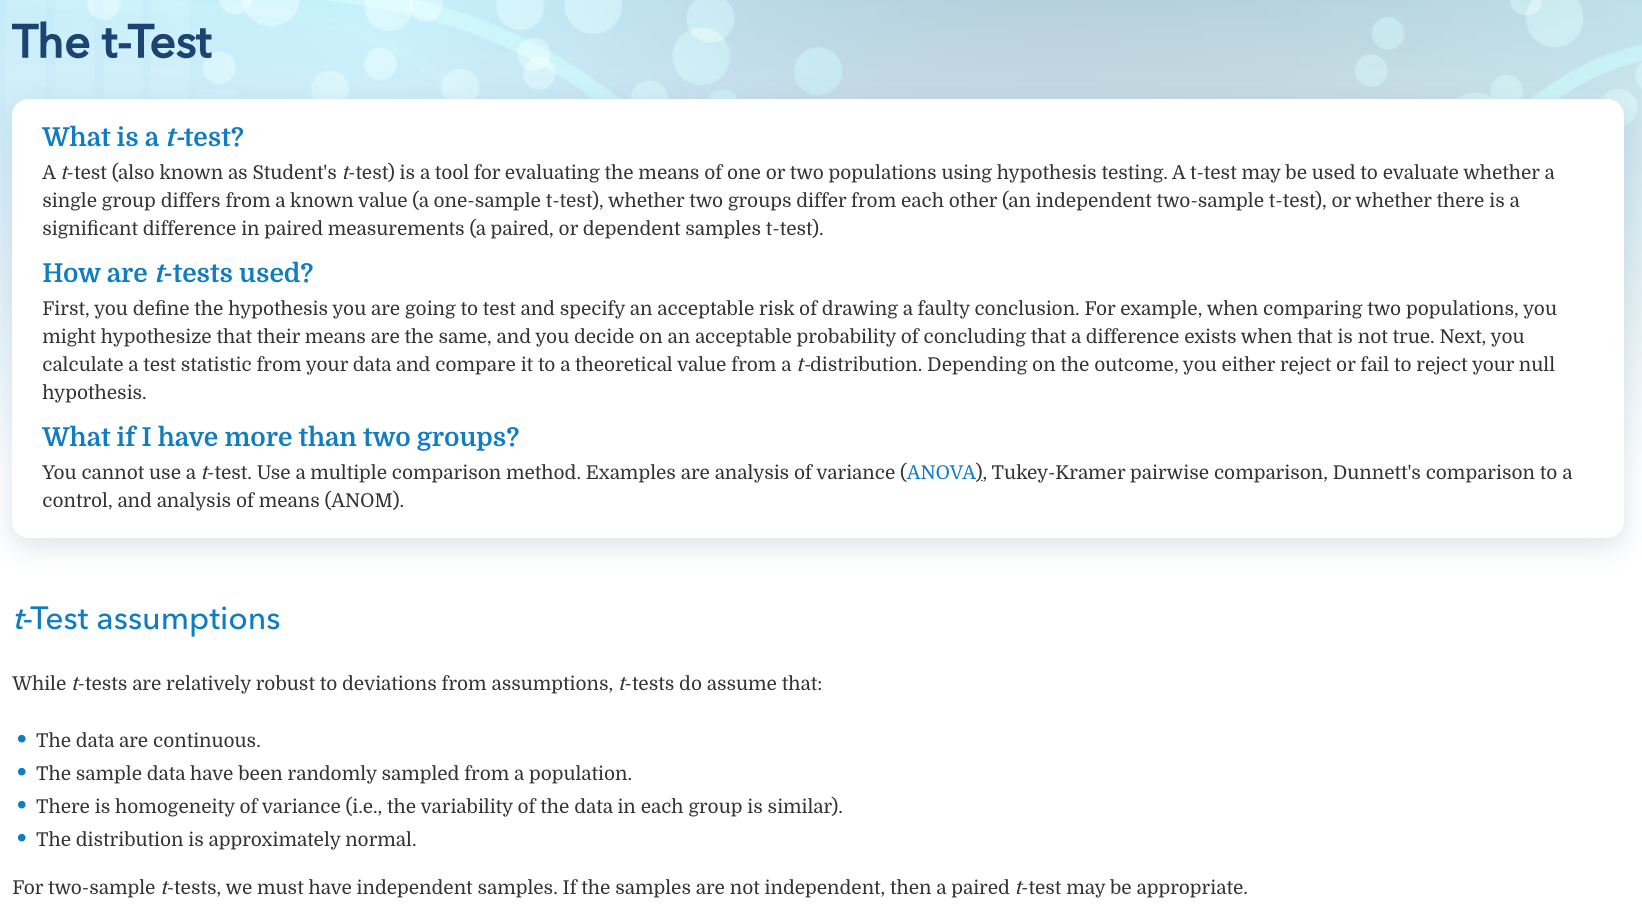 The t-Test
What is a t-test?
A t-test (also known as Student's t-test) is a tool for evaluating the means of one or two populations using hypothesis testing. A t-test may be used to evaluate whether a
single group differs from a known value (a one-sample t-test), whether two groups differ from each other (an independent two-sample t-test), or whether there is a
significant difference in paired measurements (a paired, or dependent samples t-test).
How are t-tests used?
First, you define the hypothesis you are going to test and specify an acceptable risk of drawing a faulty conclusion. For example, when comparing two populations, you
might hypothesize that their means are the same, and you decide on an acceptable probability of concluding that a difference exists when that is not true. Next, you
calculate a test statistic from your data and compare it to a theoretical value from a t-distribution. Depending on the outcome, you either reject or fail to reject your null
hypothesis.
What if I have more than two groups?
You cannot use a t-test. Use a multiple comparison method. Examples are analysis of variance (ANOVA), Tukey-Kramer pairwise comparison, Dunnett's comparison to a
control, and analysis of means (ANOM).
t-Test assumptions
While t-tests are relatively robust to deviations from assumptions, t-tests do assume that:
• The data are continuous.
• The sample data have been randomly sampled from a population.
• There is homogeneity of variance (i.e., the variability of the data in each group is similar).
• The distribution is approximately normal.
For two-sample t-tests, we must have independent samples. If the samples are not independent, then a paired t-test may be appropriate.